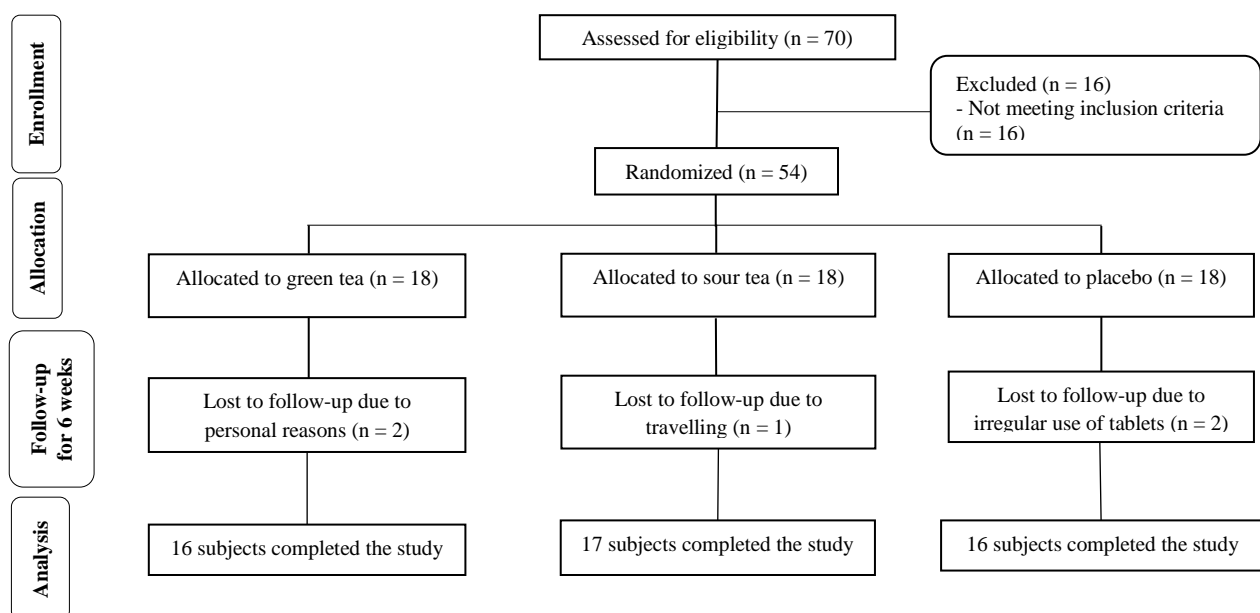 Enrollment
Assessed for eligibility (n = 70)
Excluded (n = 16)
- Not meeting inclusion criteria
(n = 16)
Randomized (n = 54)
Allocation
Allocated to green tea (n = 18)
Allocated to sour tea (n = 18)
Allocated to placebo (n = 18)
Follow-up
for 6 weeks
Lost to follow-up due to
personal reasons (n = 2)
Lost to follow-up due to
travelling (n = 1)
Lost to follow-up due to
irregular use of tablets (n = 2)
Analysis
16 subjects completed the study
17 subjects completed the study
16 subjects completed the study